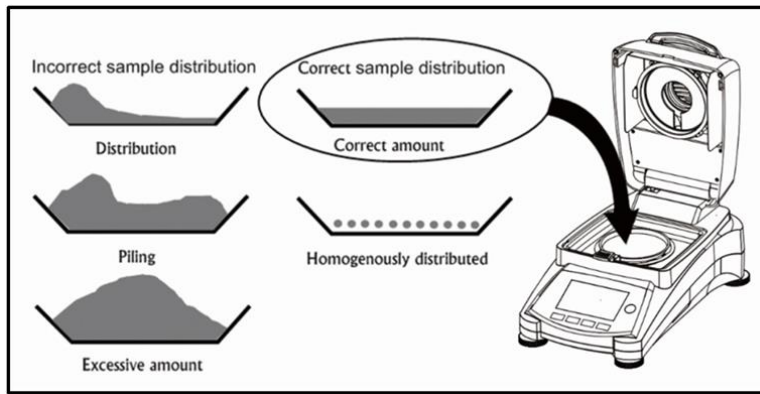 Incorrect sample distribution
Distribution
Piling
Excessive amount
Correct sample distribution
Correct amount
Homogenously distributed